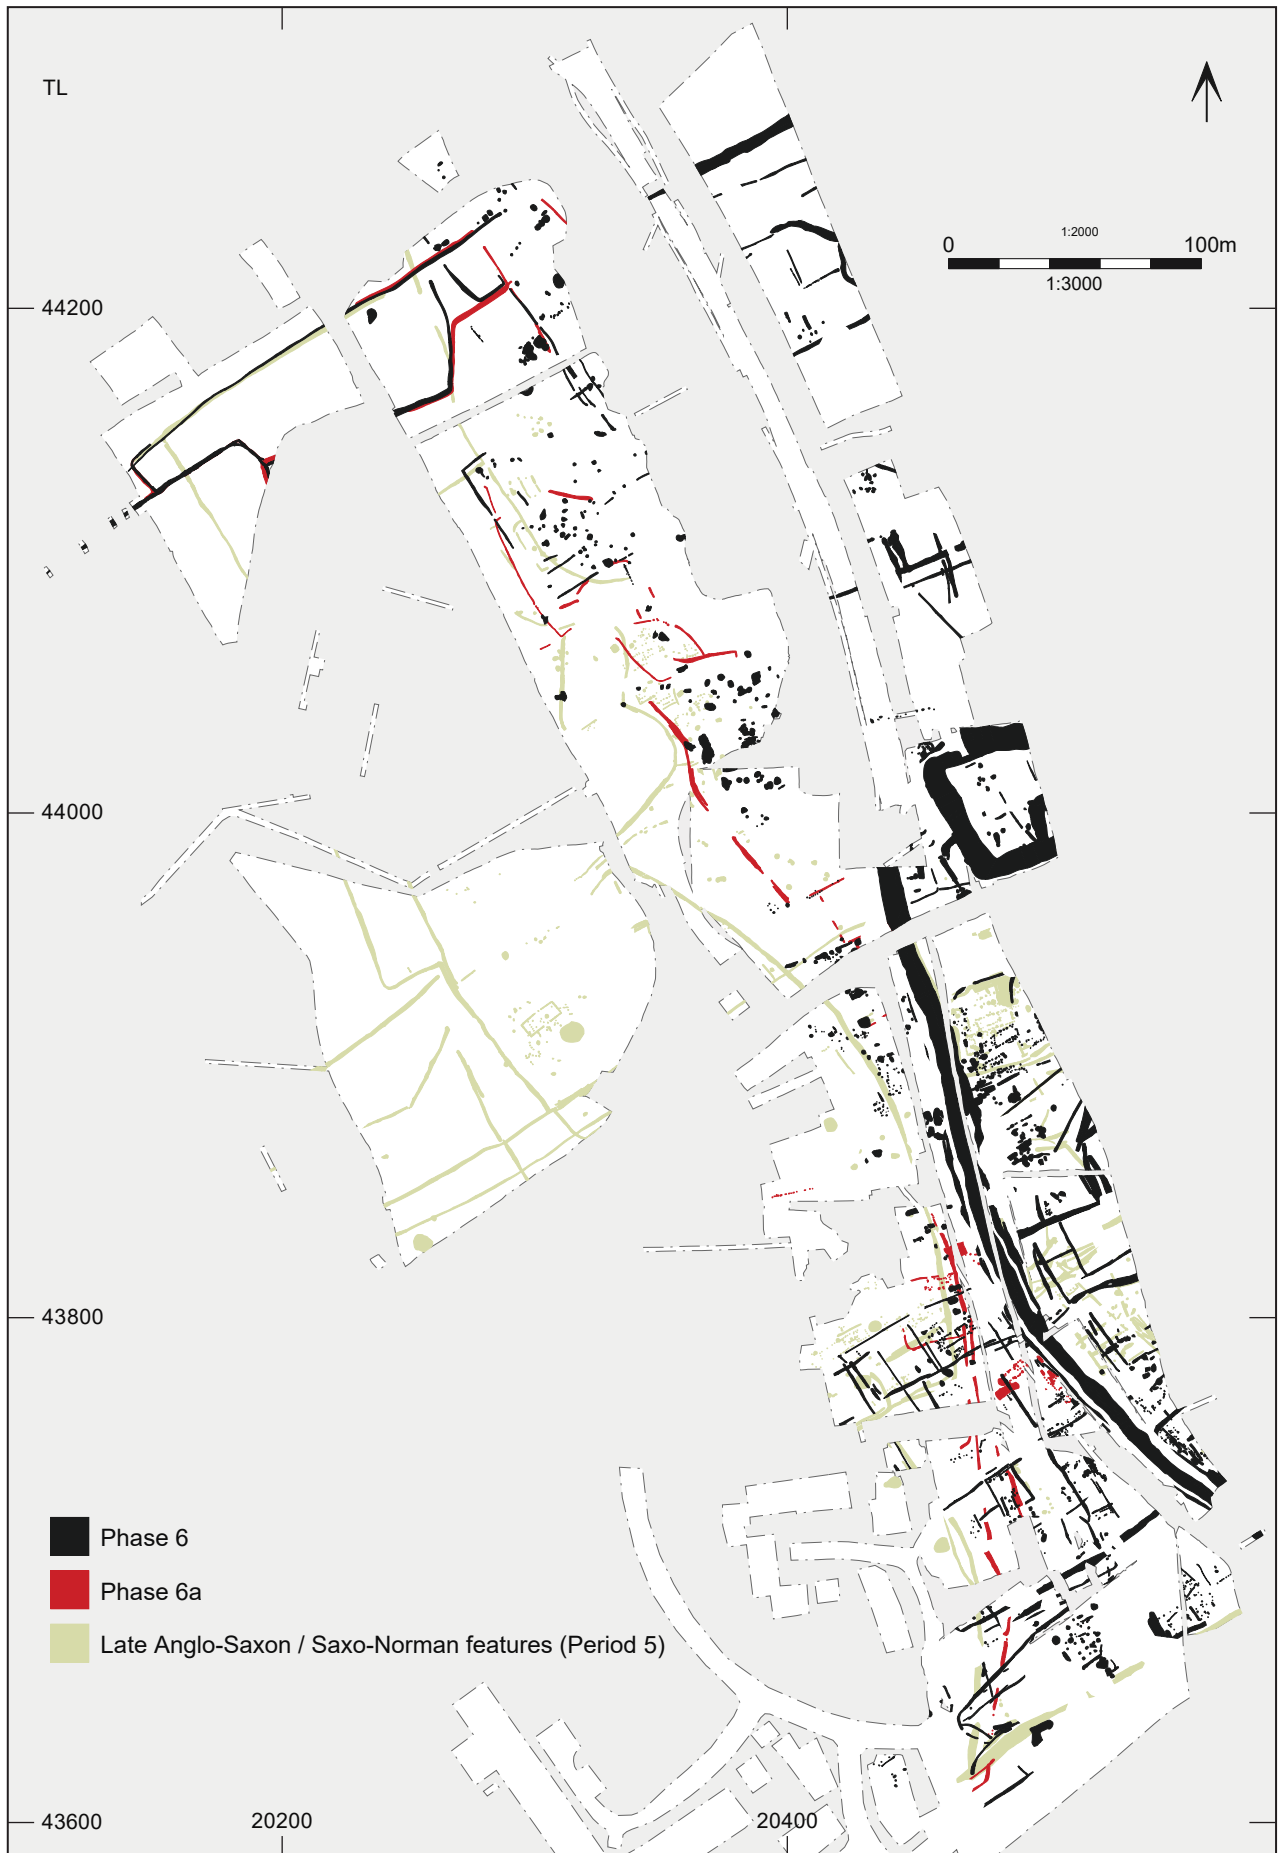 TL
1:2000
0 100m
1:3000
44200
44000
43800
Phase 6
Phase 6a
Late Anglo-Saxon / Saxo-Norman features (Period 5)
43600 20200 20400